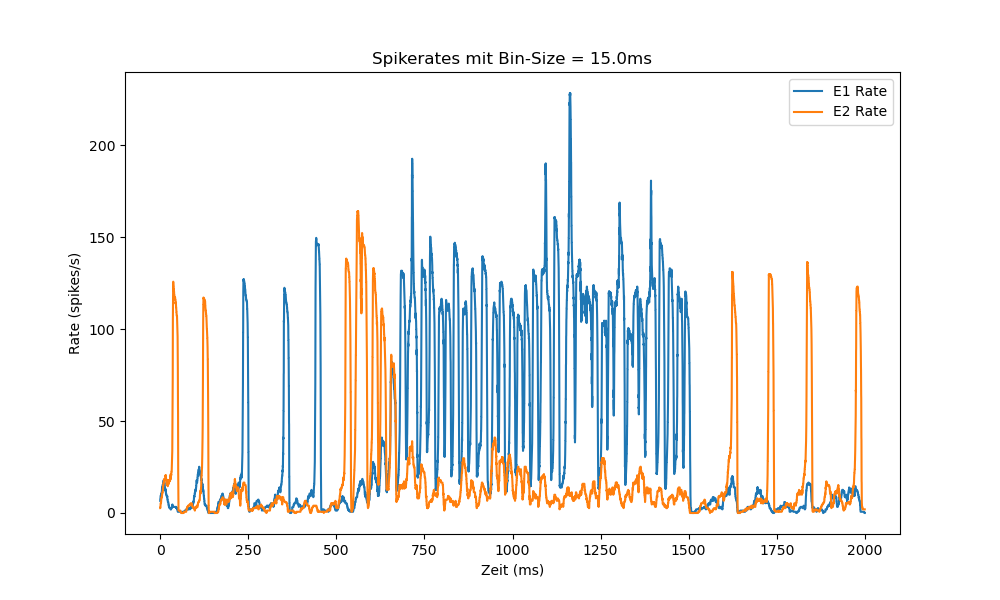 Spikerates mit Bin-Size = 15.0ms
E1 Rate
E2 Rate
Rate (spikes/s)
200
150
100
50
0
0 250 500 750 1000 1250 1500 1750 2000
Zeit (ms)